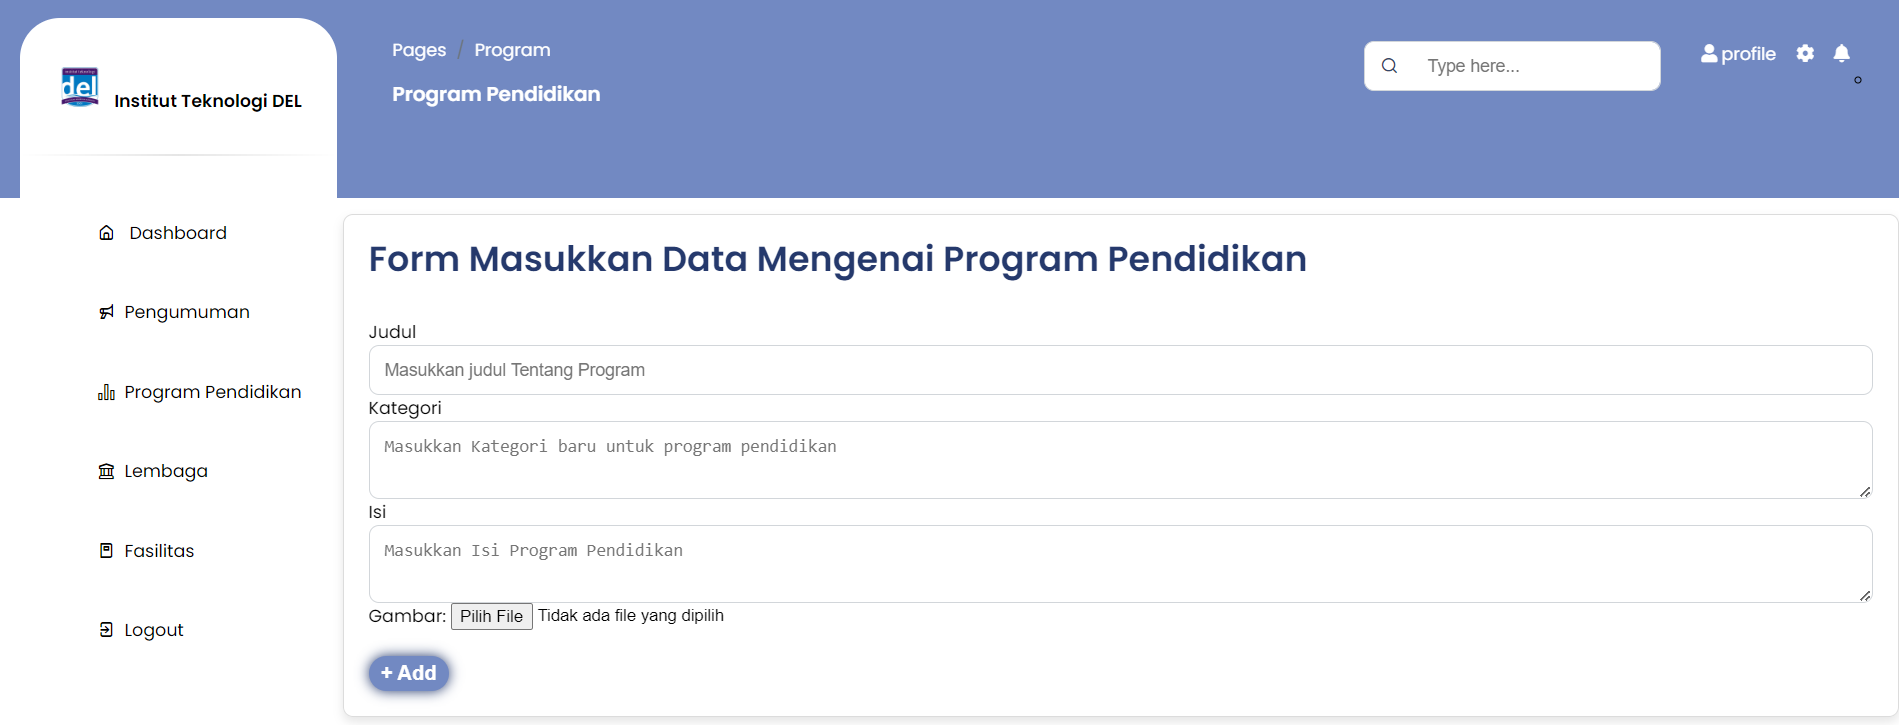 del
Institut Teknologi DEL
Pages / Program
Program Pendidikan
Type here...
profile
Dashboard
Pengumuman
Program Pendidikan
Lembaga
Fasilitas
Logout
Form Masukkan Data Mengenai Program Pendidikan
Judul
Masukkan judul Tentang Program
Kategori
Masukkan Kategori baru untuk program pendidikan
Isi
Masukkan Isi Program Pendidikan
Gambar: Pilih File Tidak ada file yang dipilih
+ Add